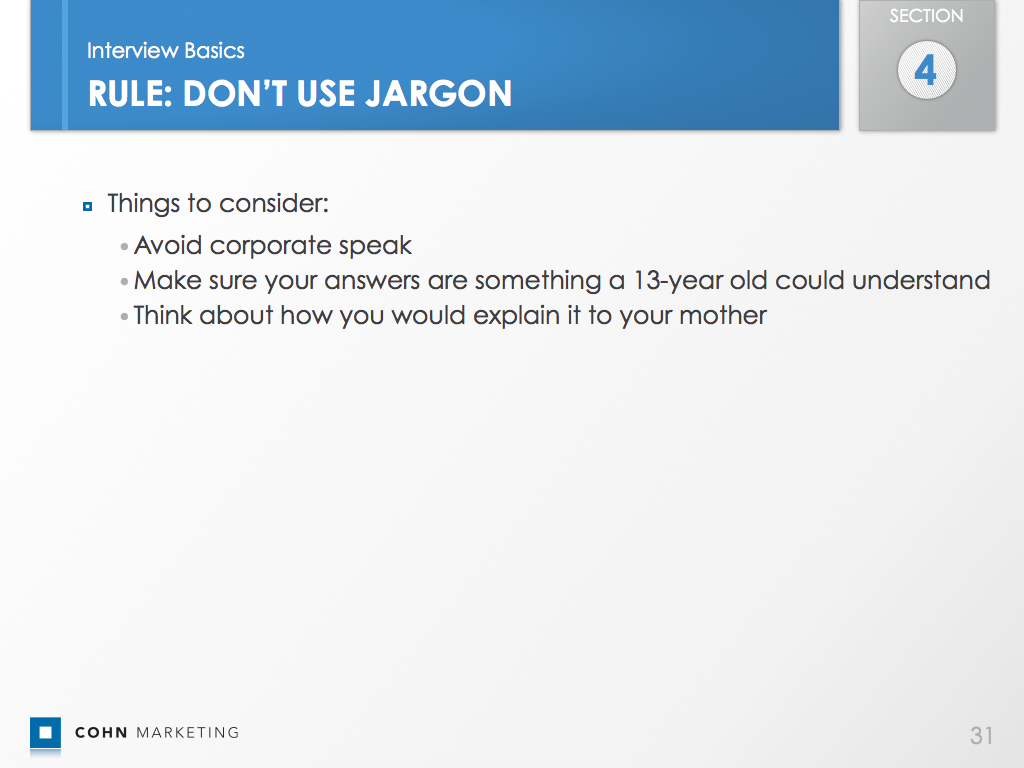 SECTION
4
Interview Basics
RULE: DON'T USE JARGON
Things to consider:
Avoid corporate speak
Make sure your answers are something a 13-year old could understand
Think about how you would explain it to your mother
COHN MARKETING
31